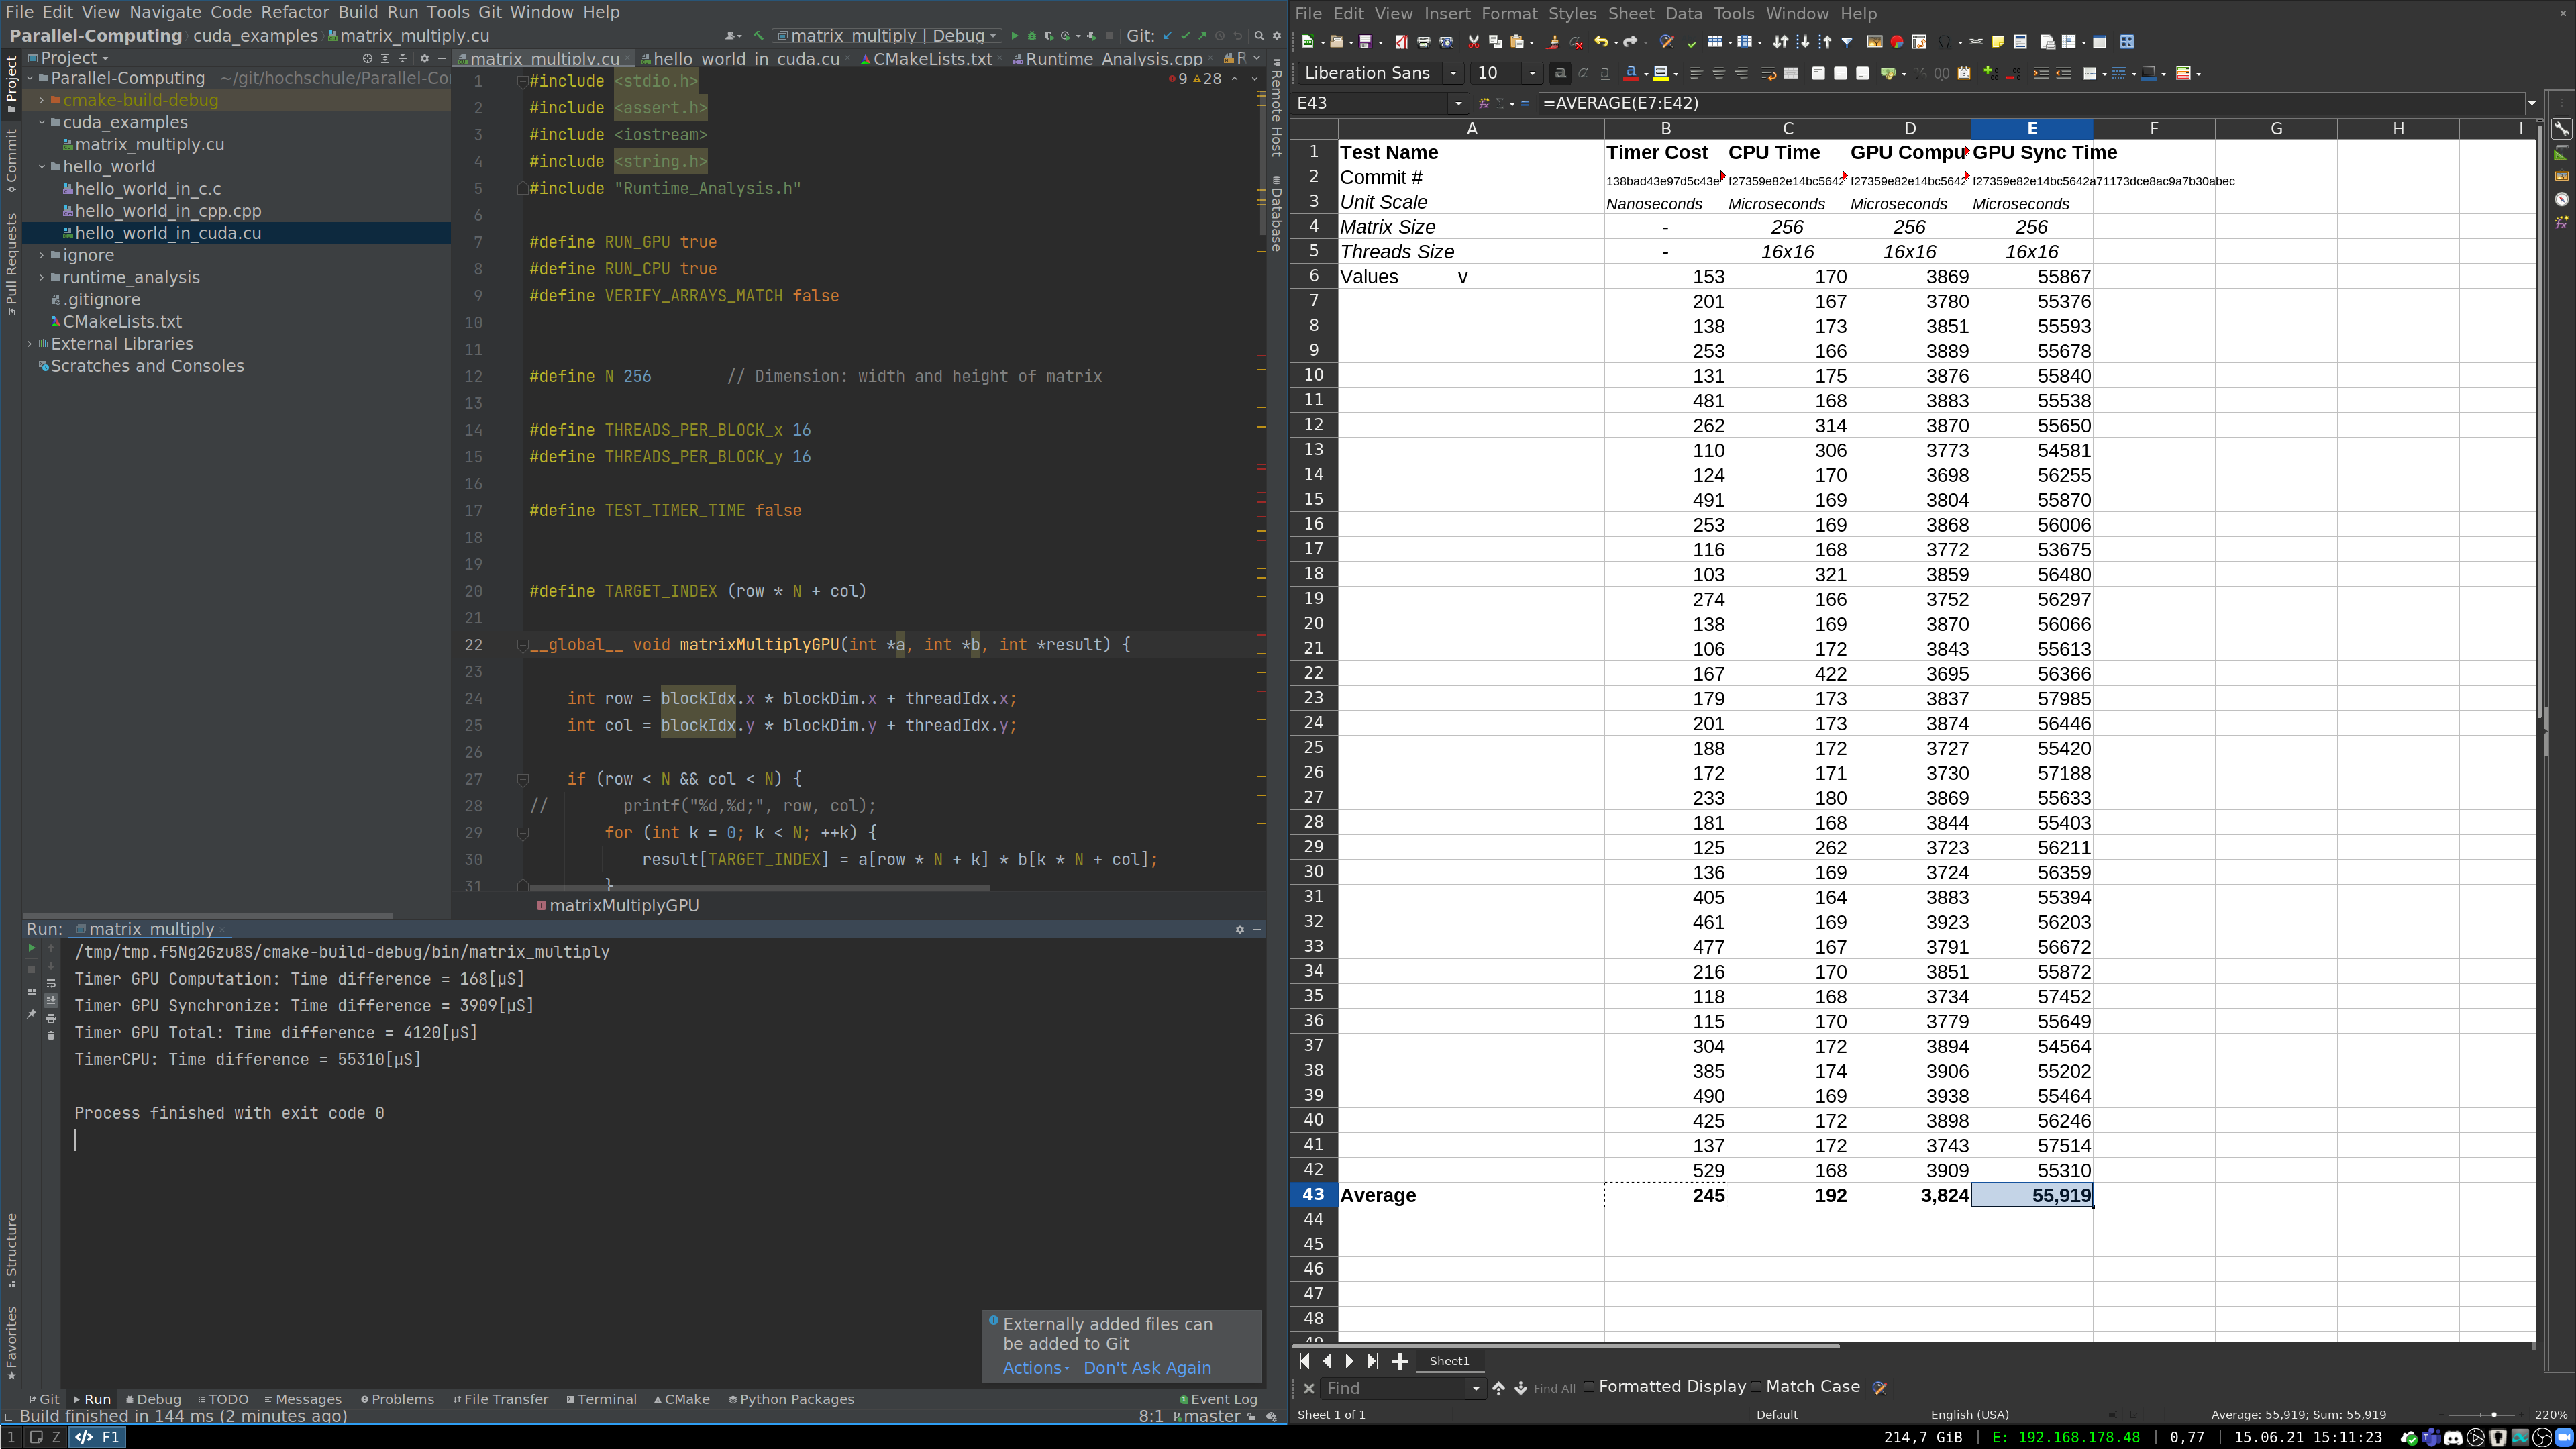 File Edit View Navigate Code Refactor Build Run Tools Git Window Help
Parallel-Computing cuda_examples matrix_multiply.cu
matrix_multiply | Debug Git:
Project
matrix_multiply.cu hello_world_in_cuda.cu CMakeLists.txt Runtime_Analysis.cpp
Project
Commit
Pull Requests
Structure
Favorites
Remote Host
Database
Parallel-Computing ~/git/hochschule/Parallel-Co
cmake-build-debug
cuda_examples
matrix_multiply.cu
hello_world
hello_world_in_c.c
hello_world_in_cpp.cpp
hello_world_in_cuda.cu
ignore
runtime_analysis
.gitignore
CMakeLists.txt
External Libraries
Scratches and Consoles
9 28
1 #include <stdio.h>
2 #include <assert.h>
3 #include <iostream>
4 #include <string.h>
5 #include "Runtime_Analysis.h"
6
7 #define RUN_GPU true
8 #define RUN_CPU true
9 #define VERIFY_ARRAYS_MATCH false
10
11
12 #define N 256 // Dimension: width and height of matrix
13
14 #define THREADS_PER_BLOCK_x 16
15 #define THREADS_PER_BLOCK_y 16
16
17 #define TEST_TIMER_TIME false
18
19
20 #define TARGET_INDEX (row * N + col)
21
22 __global__ void matrixMultiplyGPU(int *a, int *b, int *result) {
23
24 int row = blockIdx.x * blockDim.x + threadIdx.x;
25 int col = blockIdx.y * blockDim.y + threadIdx.y;
26
27 if (row < N && col < N) {
28 // printf("%d,%d;", row, col);
29 for (int k = 0; k < N; ++k) {
30 result[TARGET_INDEX] = a[row * N + k] * b[k * N + col];
31 }
matrixMultiplyGPU
Run: matrix_multiply
/tmp/tmp.f5Ng2Gzu8S/cmake-build-debug/bin/matrix_multiply
Timer GPU Computation: Time difference = 168[µS]
Timer GPU Synchronize: Time difference = 3909[µS]
Timer GPU Total: Time difference = 4120[µS]
TimerCPU: Time difference = 55310[µS]
Process finished with exit code 0
Externally added files can
be added to Git
Actions Don't Ask Again
Git Run Debug TODO Messages Problems File Transfer Terminal CMake Python Packages Event Log
Build finished in 144 ms (2 minutes ago) 8:1 master
File Edit View Insert Format Styles Sheet Data Tools Window Help
Liberation Sans 10
E43 =AVERAGE(E7:E42)
A B C D E F G H I
1 Test Name Timer Cost CPU Time GPU Compu GPU Sync Time
2 Commit # 138bad43e97d5c43e f27359e82e14bc5642 f27359e82e14bc5642 f27359e82e14bc5642a71173dce8ac9a7b30abec
3 Unit Scale Nanoseconds Microseconds Microseconds Microseconds
4 Matrix Size - 256 256 256
5 Threads Size - 16x16 16x16 16x16
6 Values v 153 170 3869 55867
7 201 167 3780 55376
8 138 173 3851 55593
9 253 166 3889 55678
10 131 175 3876 55840
11 481 168 3883 55538
12 262 314 3870 55650
13 110 306 3773 54581
14 124 170 3698 56255
15 491 169 3804 55870
16 253 169 3868 56006
17 116 168 3772 53675
18 103 321 3859 56480
19 274 166 3752 56297
20 138 169 3870 56066
21 106 172 3843 55613
22 167 422 3695 56366
23 179 173 3837 57985
24 201 173 3874 56446
25 188 172 3727 55420
26 172 171 3730 57188
27 233 180 3869 55633
28 181 168 3844 55403
29 125 262 3723 56211
30 136 169 3724 56359
31 405 164 3883 55394
32 461 169 3923 56203
33 477 167 3791 56672
34 216 170 3851 55872
35 118 168 3734 57452
36 115 170 3779 55649
37 304 172 3894 54564
38 385 174 3906 55202
39 490 169 3938 55464
40 425 172 3898 56246
41 137 172 3743 57514
42 529 168 3909 55310
43 Average 245 192 3,824 55,919
44
45
46
47
48
Sheet1
Find Find All Formatted Display Match Case
Sheet 1 of 1 Default English (USA) Average: 55,919; Sum: 55,919 220%
1 Z F1 214,7 GiB | E: 192.168.178.48 | 0,77 | 15.06.21 15:11:23